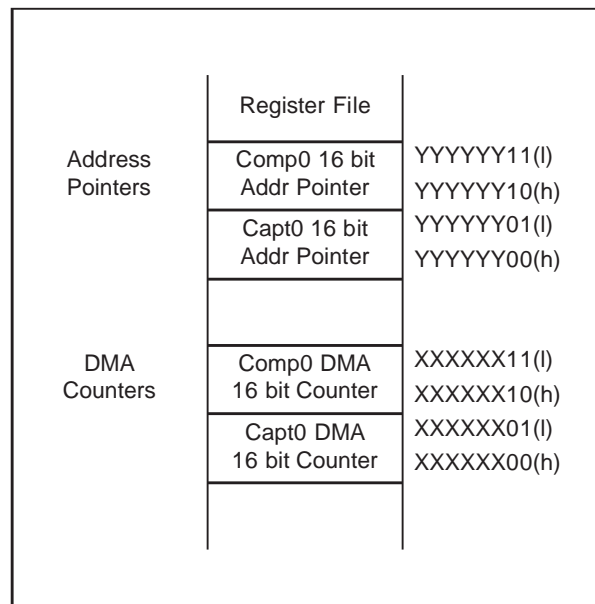 Register File
Address
Pointers
Comp0 16 bit
Addr Pointer
YYYYYY11(l)
YYYYYY10(h)
Capt0 16 bit
Addr Pointer
YYYYYY01(l)
YYYYYY00(h)
DMA
Counters
Comp0 DMA
16 bit Counter
XXXXXX11(l)
XXXXXX10(h)
Capt0 DMA
16 bit Counter
XXXXXX01(l)
XXXXXX00(h)